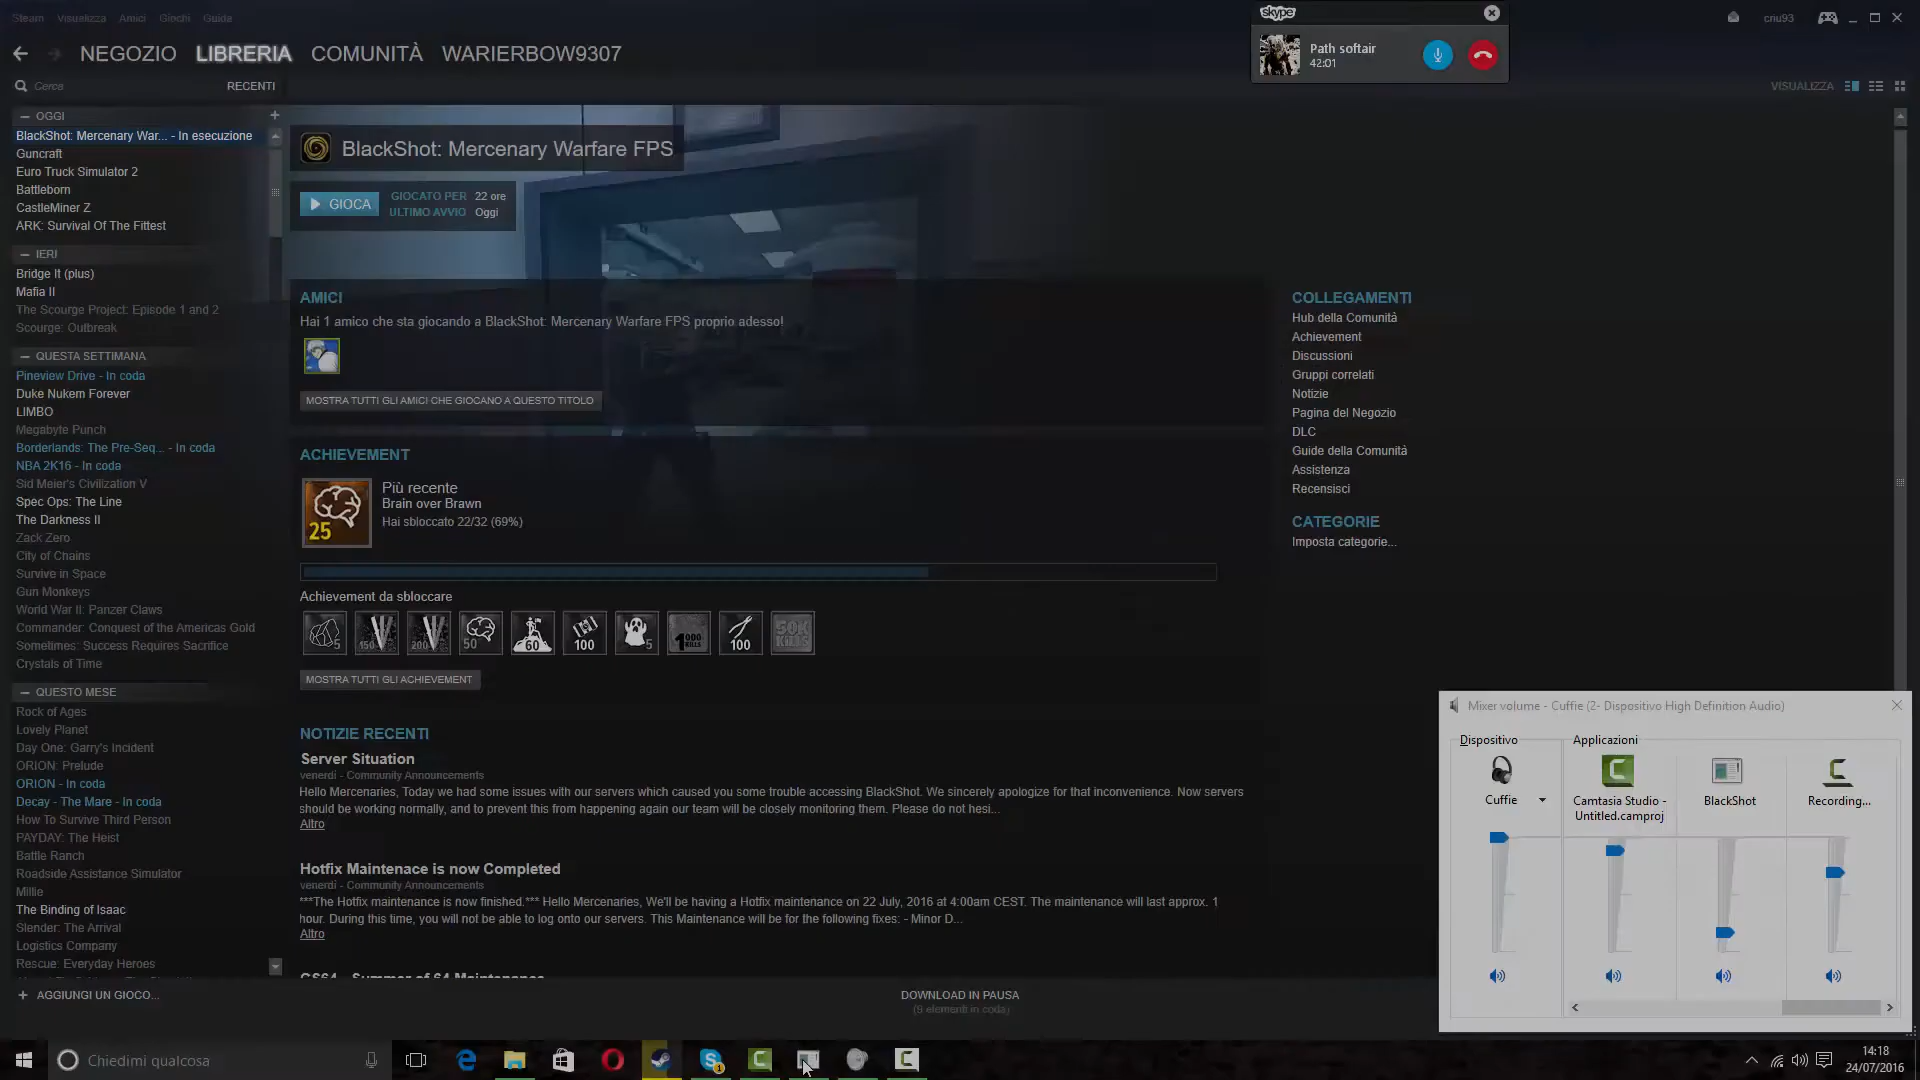 Steam Visualizza Amici Giochi Guida
skype
Path softair
42:01
criu93
NEGOZIO LIBRERIA COMUNITÀ WARIERBOW9307
Cerca RECENTI
VISUALIZZA
— OGGI +
BlackShot: Mercenary War... - In esecuzione
Guncraft
Euro Truck Simulator 2
Battleborn
CastleMiner Z
ARK: Survival Of The Fittest
— IERI
Bridge It (plus)
Mafia II
The Scourge Project: Episode 1 and 2
Scourge: Outbreak
— QUESTA SETTIMANA
Pineview Drive - In coda
Duke Nukem Forever
LIMBO
Megabyte Punch
Borderlands: The Pre-Seq... - In coda
NBA 2K16 - In coda
Sid Meier's Civilization V
Spec Ops: The Line
The Darkness II
Zack Zero
City of Chains
Survive in Space
Gun Monkeys
World War II: Panzer Claws
Commander: Conquest of the Americas Gold
Sometimes: Success Requires Sacrifice
Crystals of Time
— QUESTO MESE
Rock of Ages
Lovely Planet
Day One: Garry's Incident
ORION: Prelude
ORION - In coda
Decay - The Mare - In coda
How To Survive Third Person
PAYDAY: The Heist
Battle Ranch
Roadside Assistance Simulator
Millie
The Binding of Isaac
Slender: The Arrival
Logistics Company
Rescue: Everyday Heroes
+ AGGIUNGI UN GIOCO...
BlackShot: Mercenary Warfare FPS
GIOCA
GIOCATO PER 22 ore
ULTIMO AVVIO Oggi
AMICI
Hai 1 amico che sta giocando a BlackShot: Mercenary Warfare FPS proprio adesso!
MOSTRA TUTTI GLI AMICI CHE GIOCANO A QUESTO TITOLO
ACHIEVEMENT
25
Più recente
Brain over Brawn
Hai sbloccato 22/32 (69%)
Achievement da sbloccare
5 150 200 50 60 100 5 1000 KILLS 100 50K KILLS
MOSTRA TUTTI GLI ACHIEVEMENT
NOTIZIE RECENTI
Server Situation
venerdì - Community Announcements
Hello Mercenaries, Today we had some issues with our servers which caused you some trouble accessing BlackShot. We sincerely apologize for that inconvenience. Now servers
should be working normally, and to prevent this from happening again our team will be closely monitoring them. Please do not hesi...
Altro
Hotfix Maintenace is now Completed
venerdì - Community Announcements
***The Hotfix maintenance is now finished.*** Hello Mercenaries, We'll be having a Hotfix maintenance on 22 July, 2016 at 4:00am CEST. The maintenance will last approx. 1
hour. During this time, you will not be able to log onto our servers. This Maintenance will be for the following fixes: - Minor D...
Altro
DOWNLOAD IN PAUSA
(9 elementi in coda)
COLLEGAMENTI
Hub della Comunità
Achievement
Discussioni
Gruppi correlati
Notizie
Pagina del Negozio
DLC
Guide della Comunità
Assistenza
Recensisci
CATEGORIE
Imposta categorie...
Mixer volume - Cuffie (2- Dispositivo High Definition Audio)
Dispositivo Applicazioni
Cuffie
Camtasia Studio -
Untitled.camproj
BlackShot
Recording...
Chiedimi qualcosa
14:18
24/07/2016